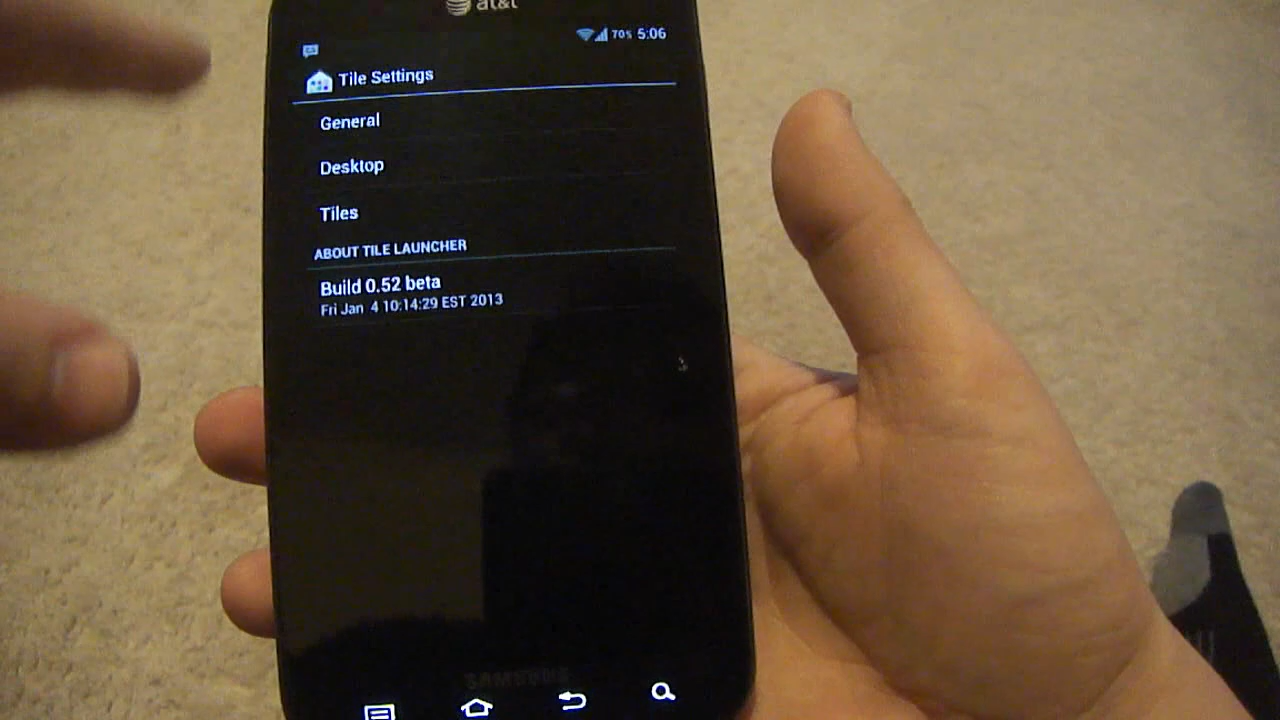 at&t
70% 5:06
Tile Settings
General
Desktop
Tiles
ABOUT TILE LAUNCHER
Build 0.52 beta
Fri Jan 4 10:14:29 EST 2013
SAMSUNG